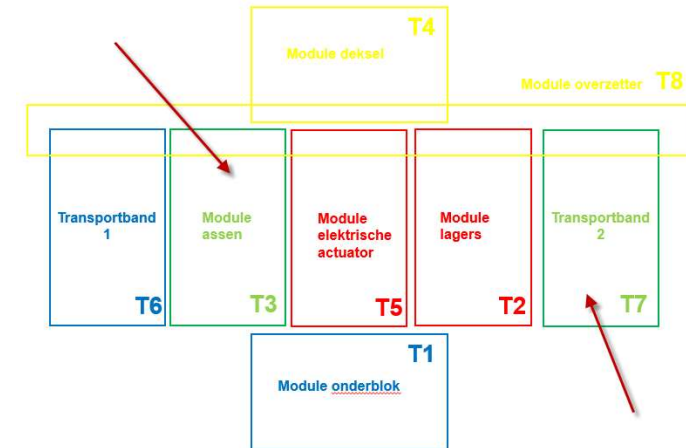 T4
Module deksel
Module overzetter T8
Transportband
1
T6
Module
assen
T3
Module
elektrische
actuator
T5
Module
lagers
T2
Transportband
2
T7
T1
Module onderblok